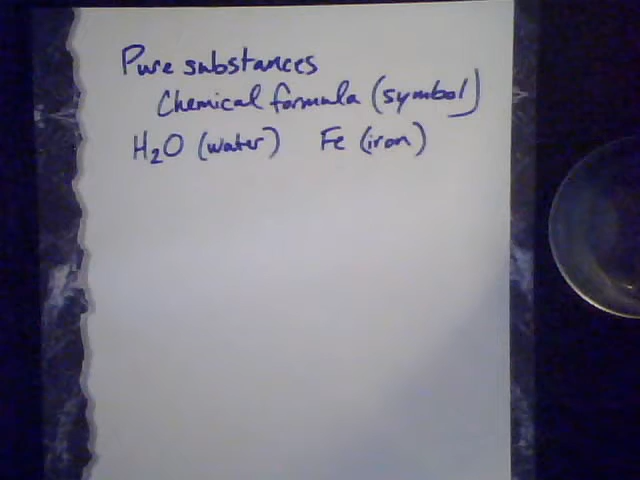 Pure substances
Chemical formula (symbol)
H₂O (water) Fe (iron)